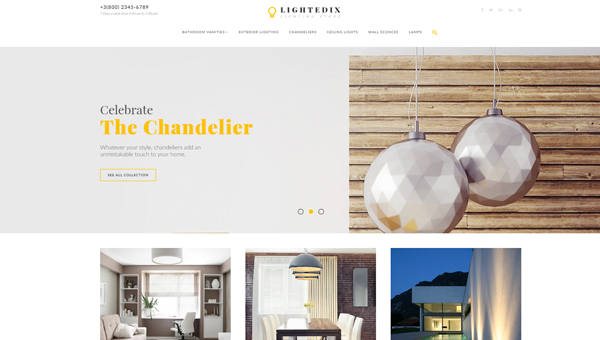 +3(800) 2345-6789
7 Days a week from 9:00 am to 7:00 pm
LIGHTEDIX
LIGHTING STORE
BATHROOM VANITIES EXTERIOR LIGHTING CHANDELIERS CEILING LIGHTS WALL SCONCES LAMPS
Celebrate
The Chandelier
Whatever your style, chandeliers add an
unmistakable touch to your home.
SEE ALL COLLECTION